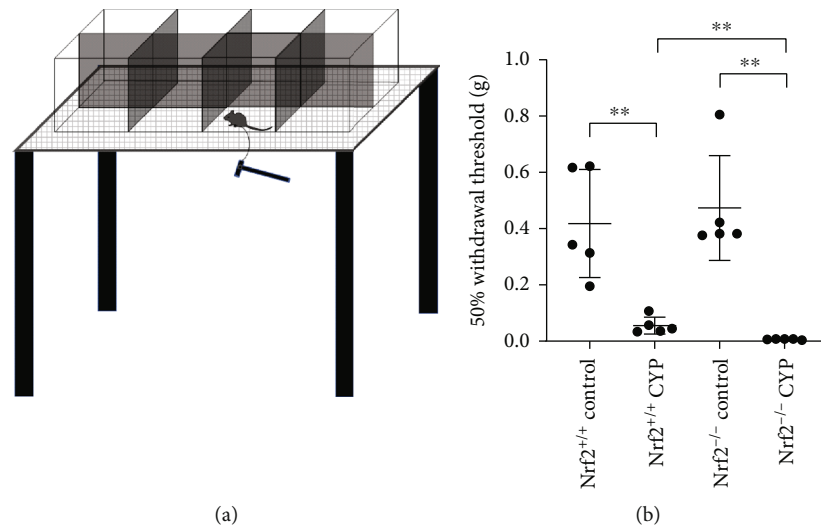 **
**
**
1.0
0.8
0.6
0.4
0.2
0.0
50% withdrawal threshold (g)
Nrf2+/+ control
Nrf2+/+ CYP
Nrf2−/− control
Nrf2−/− CYP
(a)
(b)